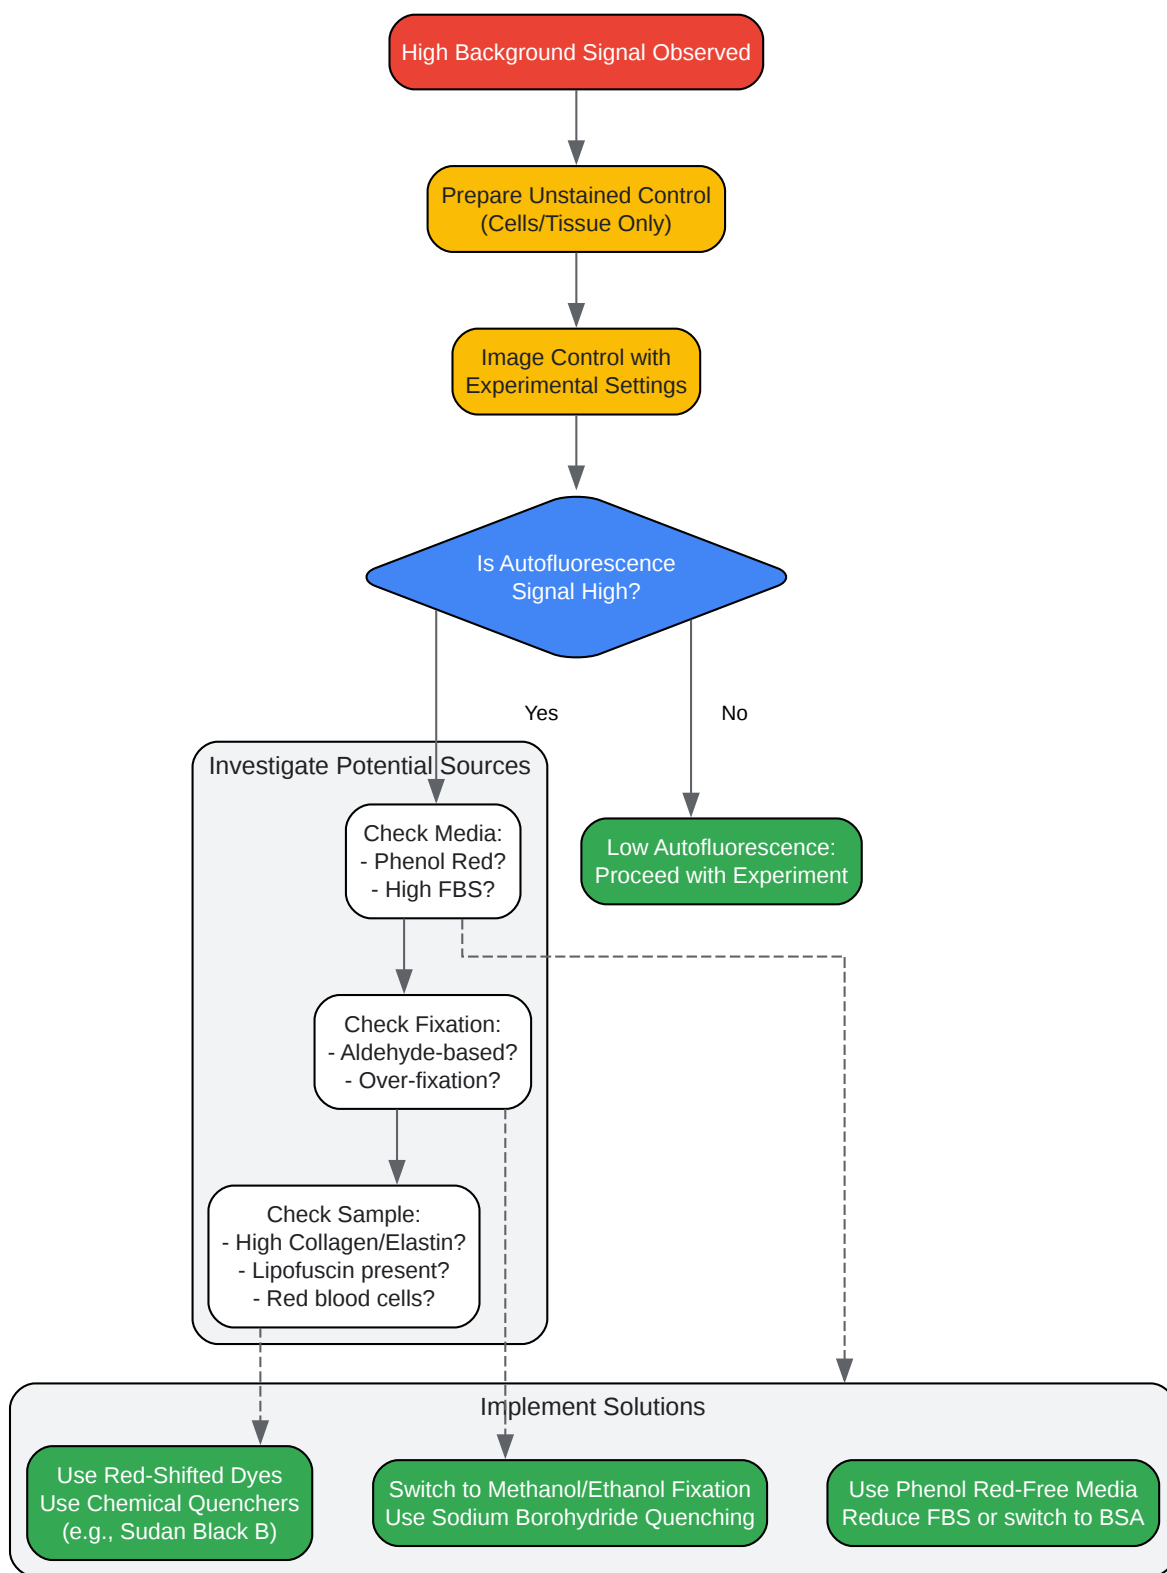 High Background Signal Observed
Prepare Unstained Control
(Cells/Tissue Only)
Image Control with
Experimental Settings
Is Autofluorescence
Signal High?
Yes
No
Investigate Potential Sources
Check Media:
- Phenol Red?
- High FBS?
Low Autofluorescence:
Proceed with Experiment
Check Fixation:
- Aldehyde-based?
- Over-fixation?
Check Sample:
- High Collagen/Elastin?
- Lipofuscin present?
- Red blood cells?
Implement Solutions
Use Red-Shifted Dyes
Use Chemical Quenchers
(e.g., Sudan Black B)
Switch to Methanol/Ethanol Fixation
Use Sodium Borohydride Quenching
Use Phenol Red-Free Media
Reduce FBS or switch to BSA